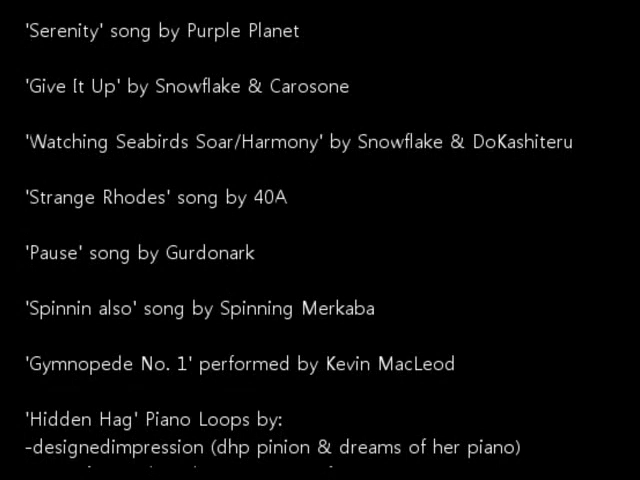 'Serenity' song by Purple Planet
'Give It Up' by Snowflake & Carosone
'Watching Seabirds Soar/Harmony' by Snowflake & DoKashiteru
'Strange Rhodes' song by 40A
'Pause' song by Gurdonark
'Spinnin also' song by Spinning Merkaba
'Gymnopede No. 1' performed by Kevin MacLeod
'Hidden Hag' Piano Loops by:
-designedimpression (dhp pinion & dreams of her piano)